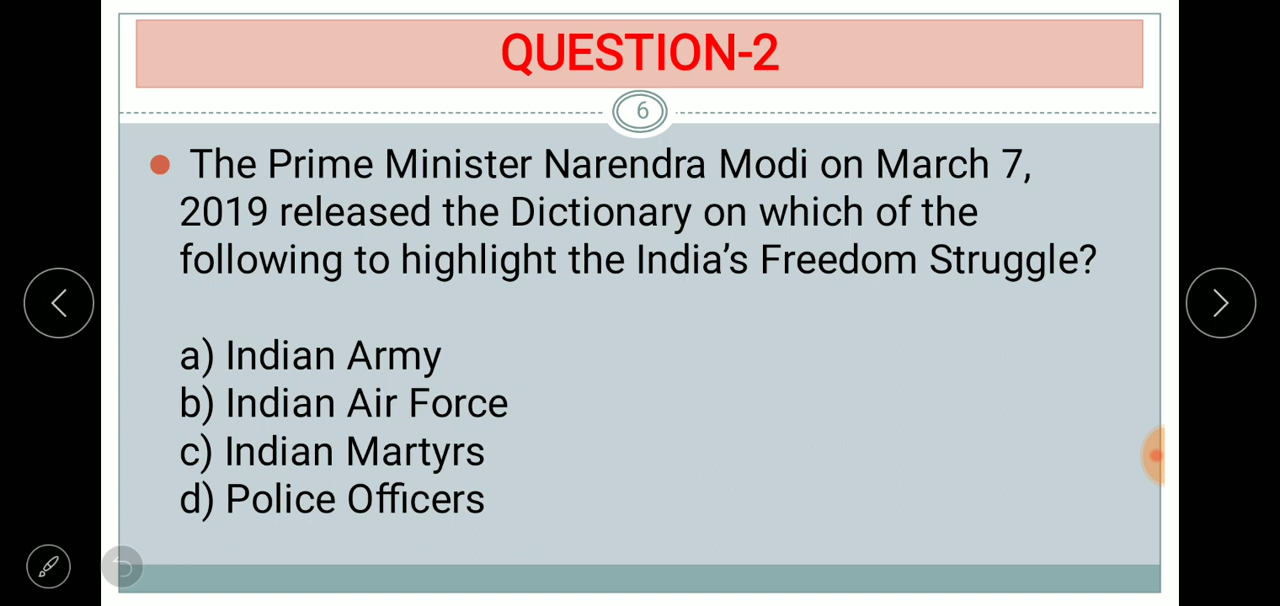 QUESTION-2
6
The Prime Minister Narendra Modi on March 7,
2019 released the Dictionary on which of the
following to highlight the India’s Freedom Struggle?
a) Indian Army
b) Indian Air Force
c) Indian Martyrs
d) Police Officers